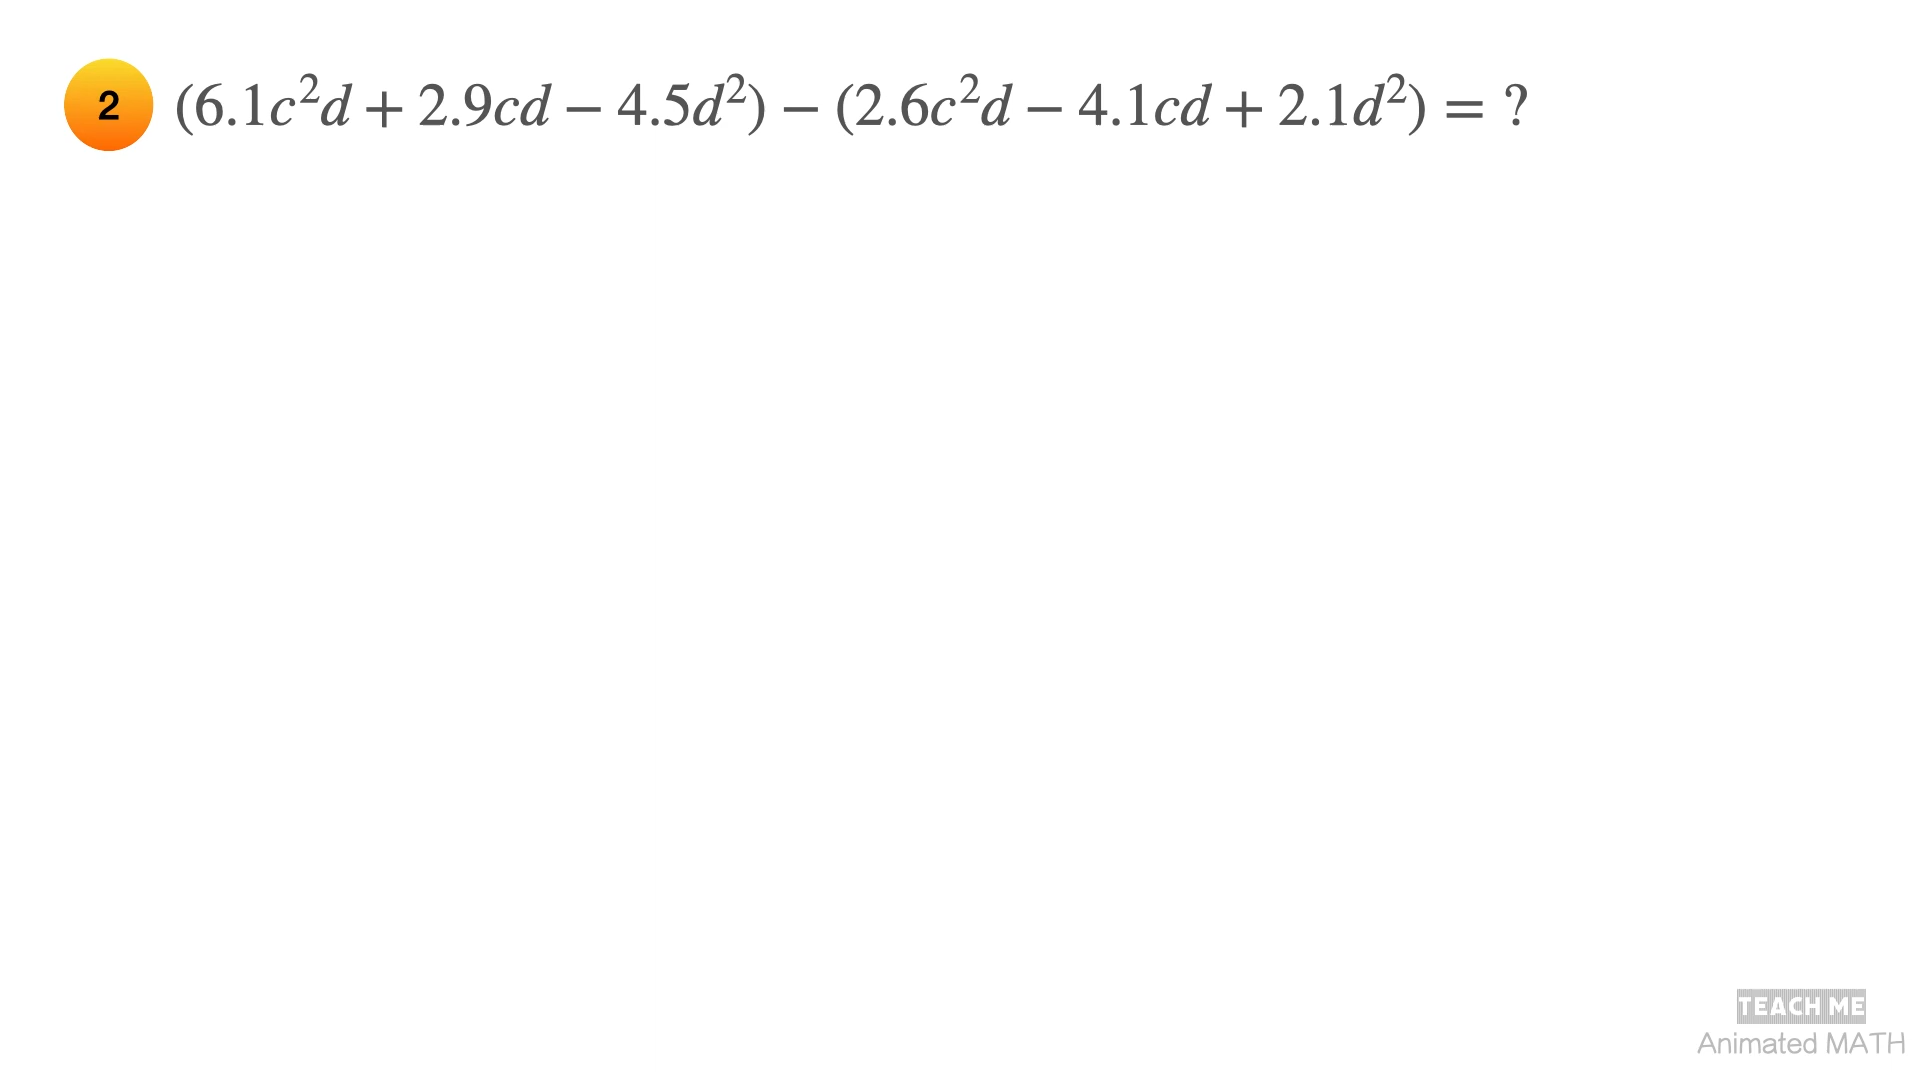 2 (6.1c²d + 2.9cd − 4.5d²) − (2.6c²d − 4.1cd + 2.1d²) = ?
TEACH ME
Animated MATH